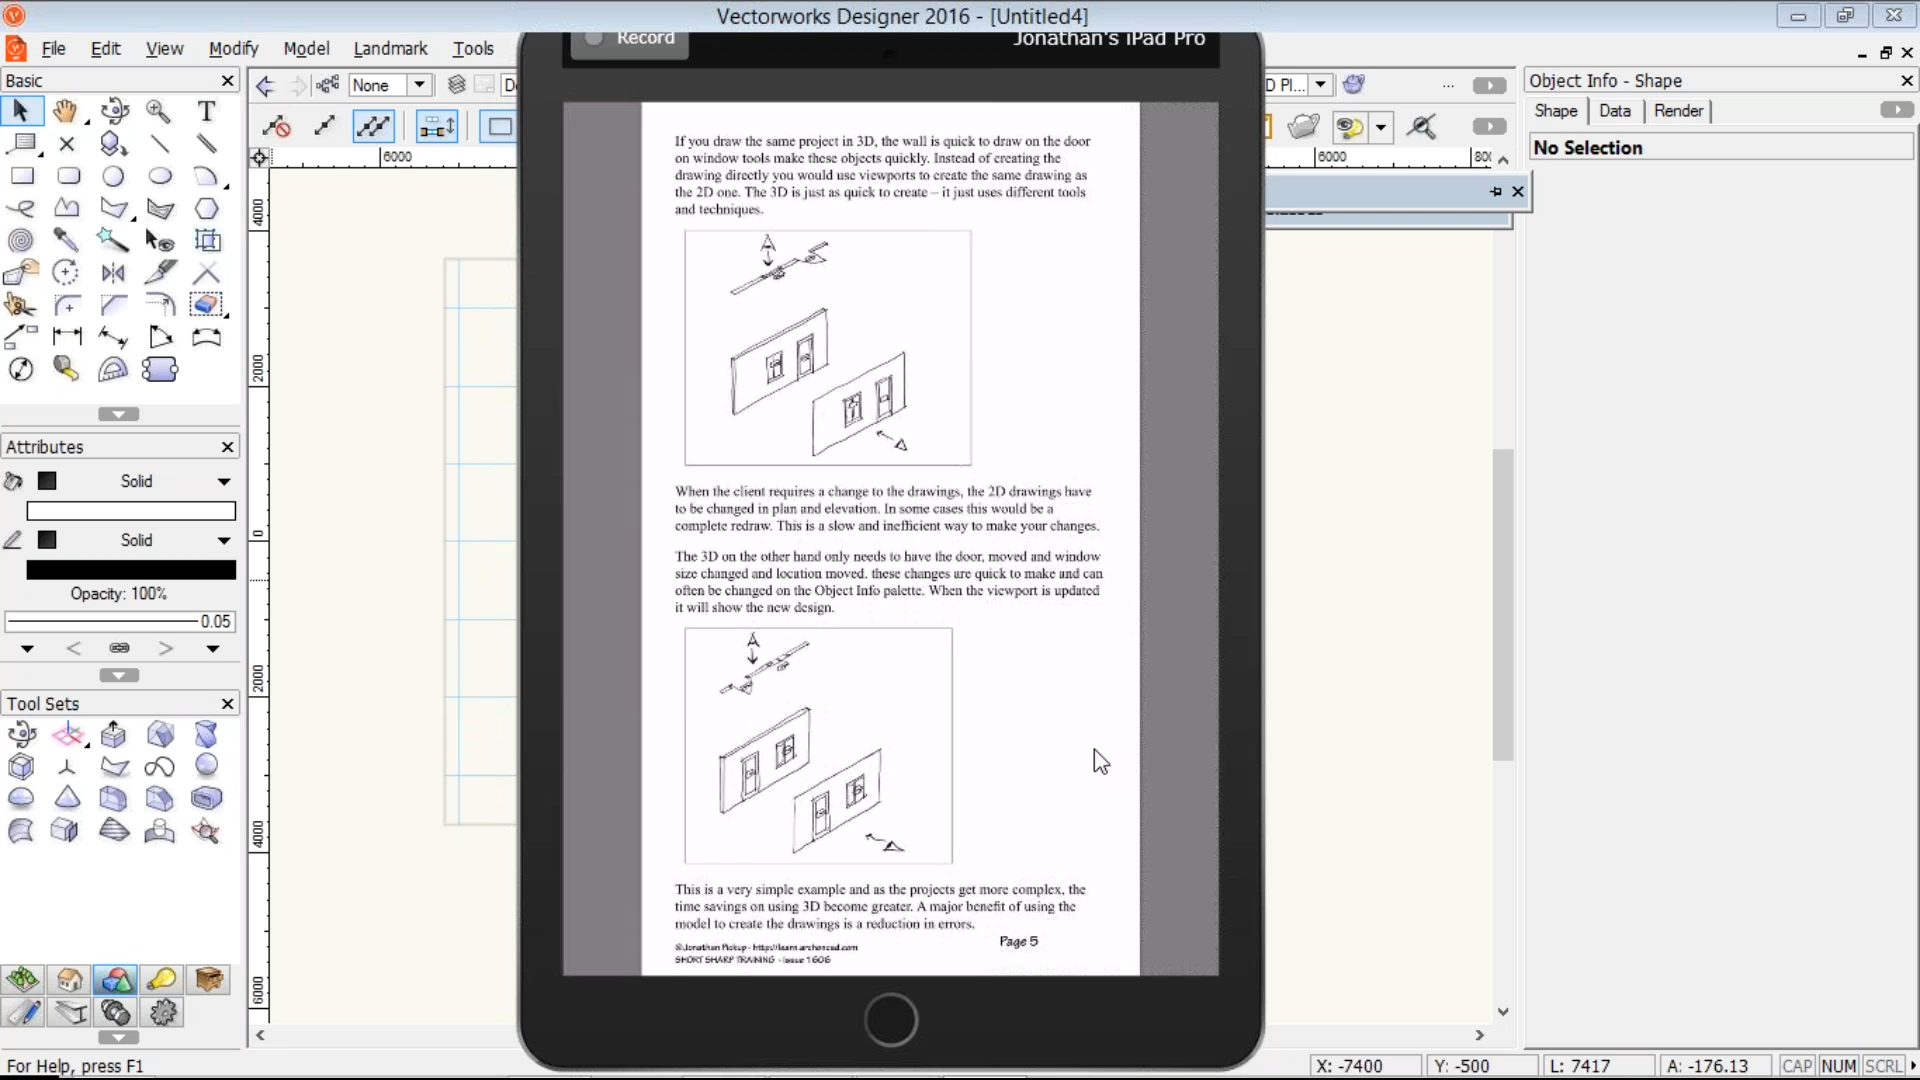 Vectorworks Designer 2016 - [Untitled4]
File Edit View Modify Model Landmark Tools
Record
Jonathan's iPad Pro
Basic
None
D Pl...
Object Info - Shape
Shape Data Render
No Selection
6000
6000
4000
2000
0
2000
4000
6000
Attributes
Solid
Solid
Opacity: 100%
0.05
Tool Sets
If you draw the same project in 3D, the wall is quick to draw on the door
on window tools make these objects quickly. Instead of creating the
drawing directly you would use viewports to create the same drawing as
the 2D one. The 3D is just as quick to create – it just uses different tools
and techniques.
A
When the client requires a change to the drawings, the 2D drawings have
to be changed in plan and elevation. In some cases this would be a
complete redraw. This is a slow and inefficient way to make your changes.
The 3D on the other hand only needs to have the door, moved and window
size changed and location moved. these changes are quick to make and can
often be changed on the Object Info palette. When the viewport is updated
it will show the new design.
A
This is a very simple example and as the projects get more complex, the
time savings on using 3D become greater. A major benefit of using the
model to create the drawings is a reduction in errors.
Page 5
©Jonathan Pickup - http://learn.archoncad.com
SHORT SHARP TRAINING - Issue 1606
For Help, press F1
X: -7400 Y: -500 L: 7417 A: -176.13 CAP NUM SCRL